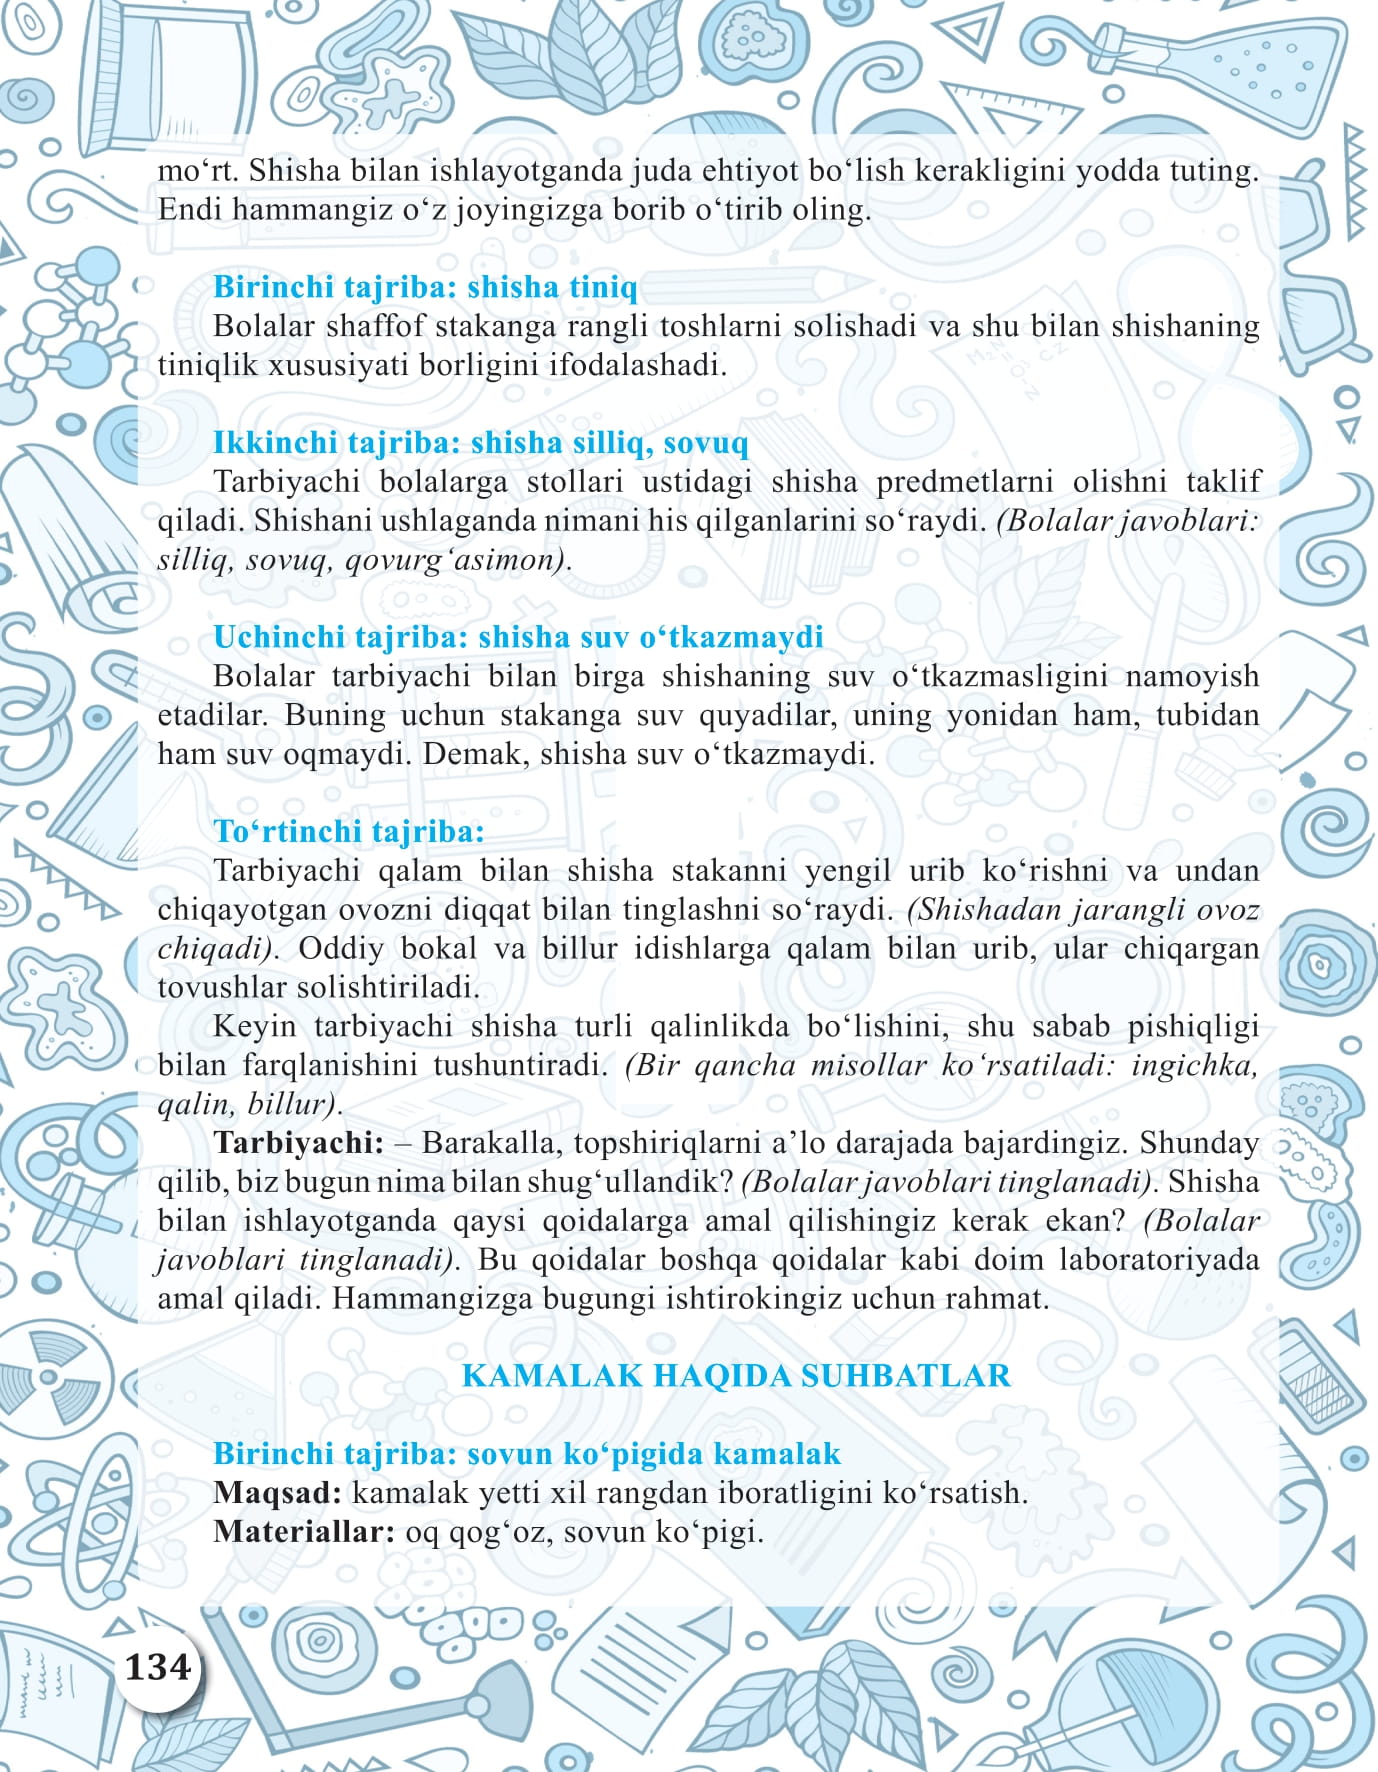 mo‘rt. Shisha bilan ishlayotganda juda ehtiyot bo‘lish kerakligini yodda tuting.
Endi hammangiz o‘z joyingizga borib o‘tirib oling.
Birinchi tajriba: shisha tiniq
Bolalar shaffof stakanga rangli toshlarni solishadi va shu bilan shishaning
tiniqlik xususiyati borligini ifodalashadi.
Ikkinchi tajriba: shisha silliq, sovuq
Tarbiyachi bolalarga stollari ustidagi shisha predmetlarni olishni taklif
qiladi. Shishani ushlaganda nimani his qilganlarini so‘raydi. (Bolalar javoblari:
silliq, sovuq, qovurg‘asimon).
Uchinchi tajriba: shisha suv o‘tkazmaydi
Bolalar tarbiyachi bilan birga shishaning suv o‘tkazmasligini namoyish
etadilar. Buning uchun stakanga suv quyadilar, uning yonidan ham, tubidan
ham suv oqmaydi. Demak, shisha suv o‘tkazmaydi.
To‘rtinchi tajriba:
Tarbiyachi qalam bilan shisha stakanni yengil urib ko‘rishni va undan
chiqayotgan ovozni diqqat bilan tinglashni so‘raydi. (Shishadan jarangli ovoz
chiqadi). Oddiy bokal va billur idishlarga qalam bilan urib, ular chiqargan
tovushlar solishtiriladi.
Keyin tarbiyachi shisha turli qalinlikda bo‘lishini, shu sabab pishiqligi
bilan farqlanishini tushuntiradi. (Bir qancha misollar ko‘rsatiladi: ingichka,
qalin, billur).
Tarbiyachi: – Barakalla, topshiriqlarni a’lo darajada bajardingiz. Shunday
qilib, biz bugun nima bilan shug‘ullandik? (Bolalar javoblari tinglanadi). Shisha
bilan ishlayotganda qaysi qoidalarga amal qilishingiz kerak ekan? (Bolalar
javoblari tinglanadi). Bu qoidalar boshqa qoidalar kabi doim laboratoriyada
amal qiladi. Hammangizga bugungi ishtirokingiz uchun rahmat.
KAMALAK HAQIDA SUHBATLAR
Birinchi tajriba: sovun ko‘pigida kamalak
Maqsad: kamalak yetti xil rangdan iboratligini ko‘rsatish.
Materiallar: oq qog‘oz, sovun ko‘pigi.
134